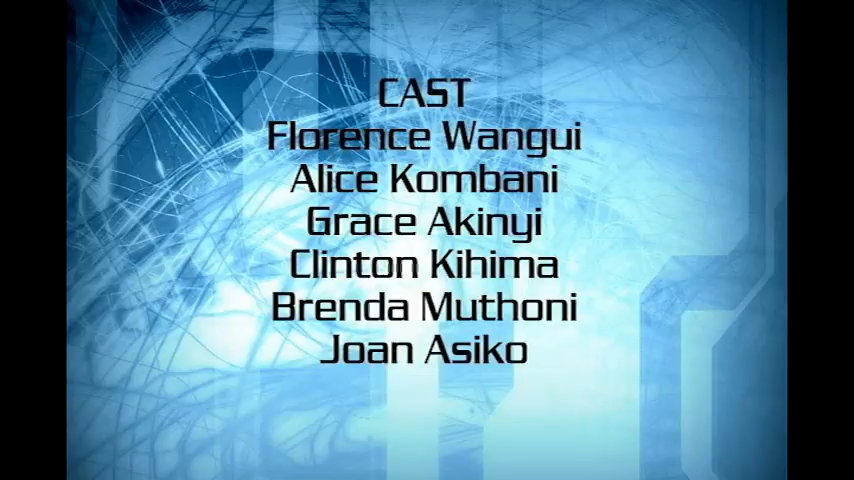 CAST
Florence Wangui
Alice Kombani
Grace Akinyi
Clinton Kihima
Brenda Muthoni
Joan Asiko